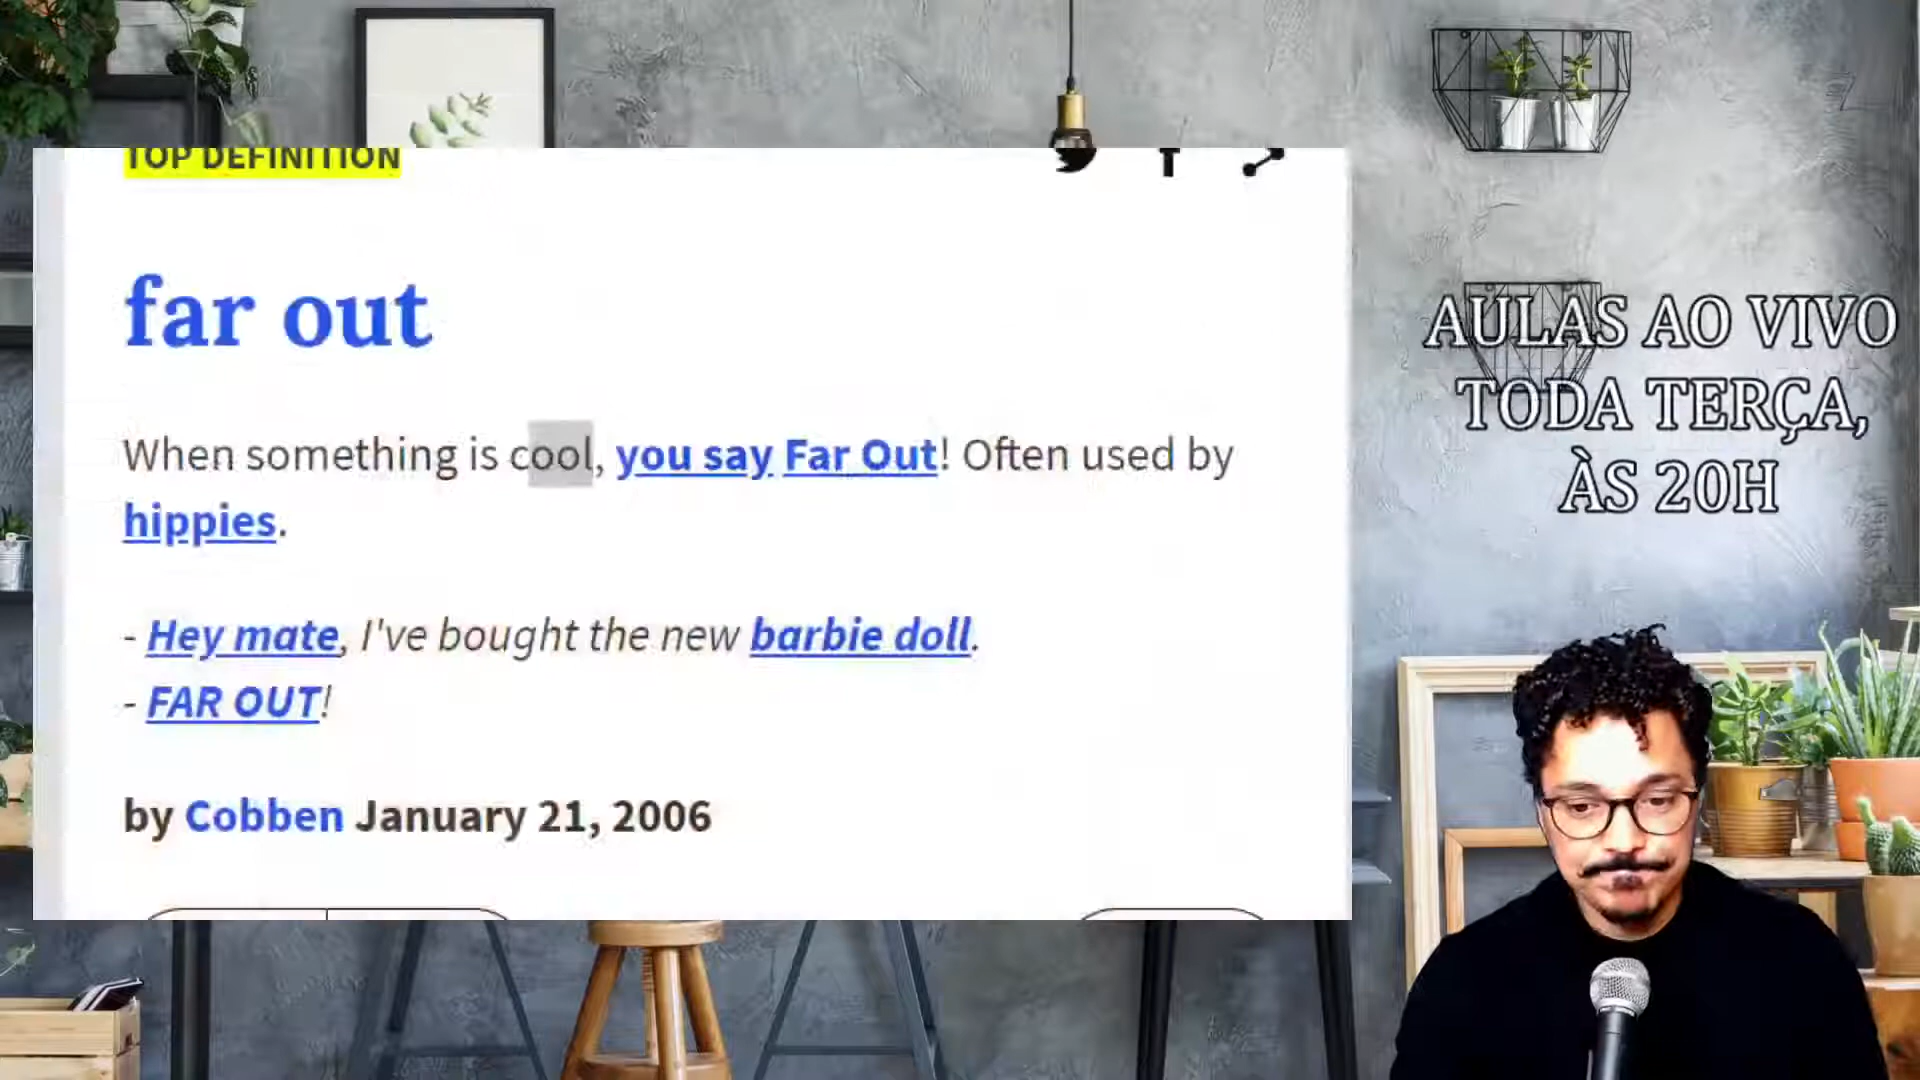 TOP DEFINITION
far out
When something is cool, you say Far Out! Often used by
hippies.
- Hey mate, I've bought the new barbie doll.
- FAR OUT!
by Cobben January 21, 2006
AULAS AO VIVO
TODA TERÇA,
ÀS 20H